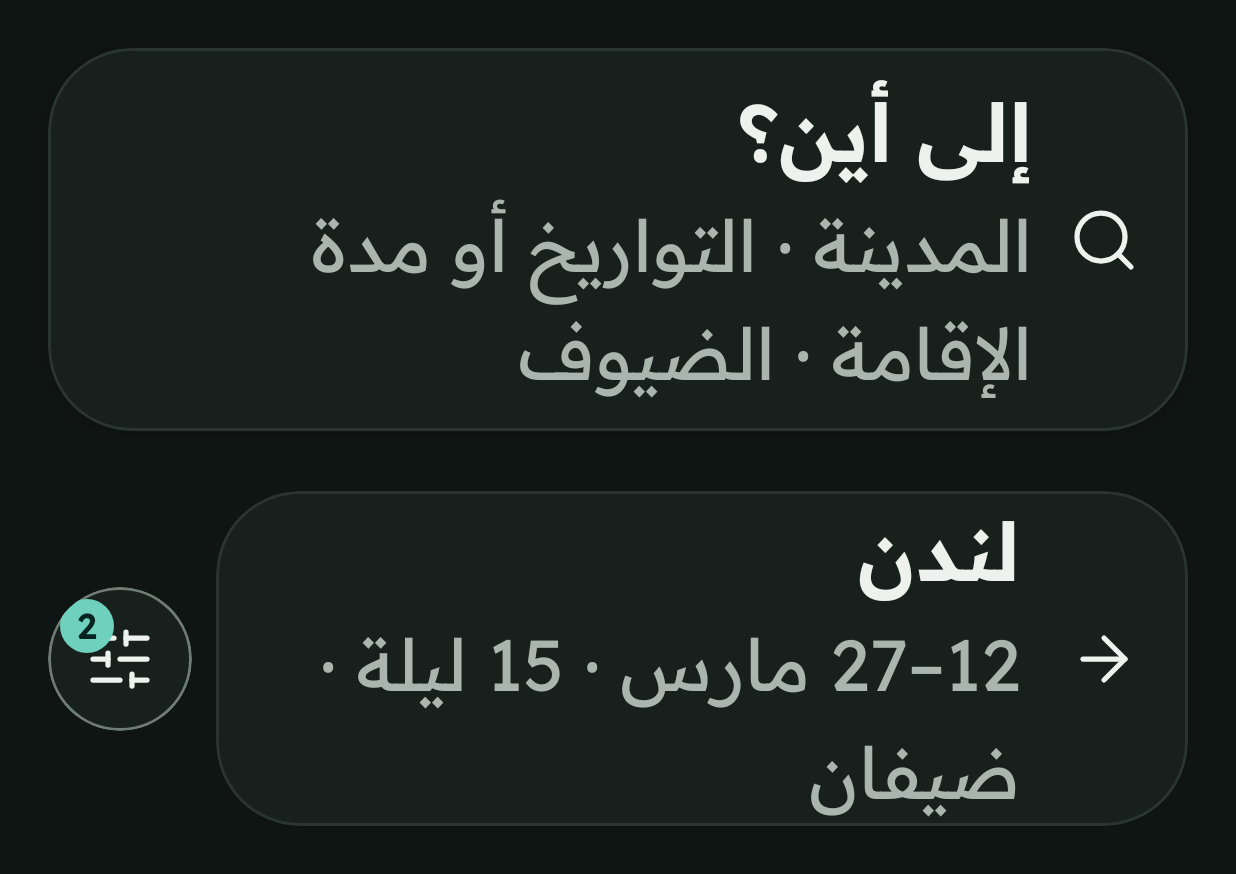 إلى أين؟
المدينة · التواريخ أو مدة
الإقامة · الضيوف
لندن
12–27 مارس · 15 ليلة ·
ضيفان
2